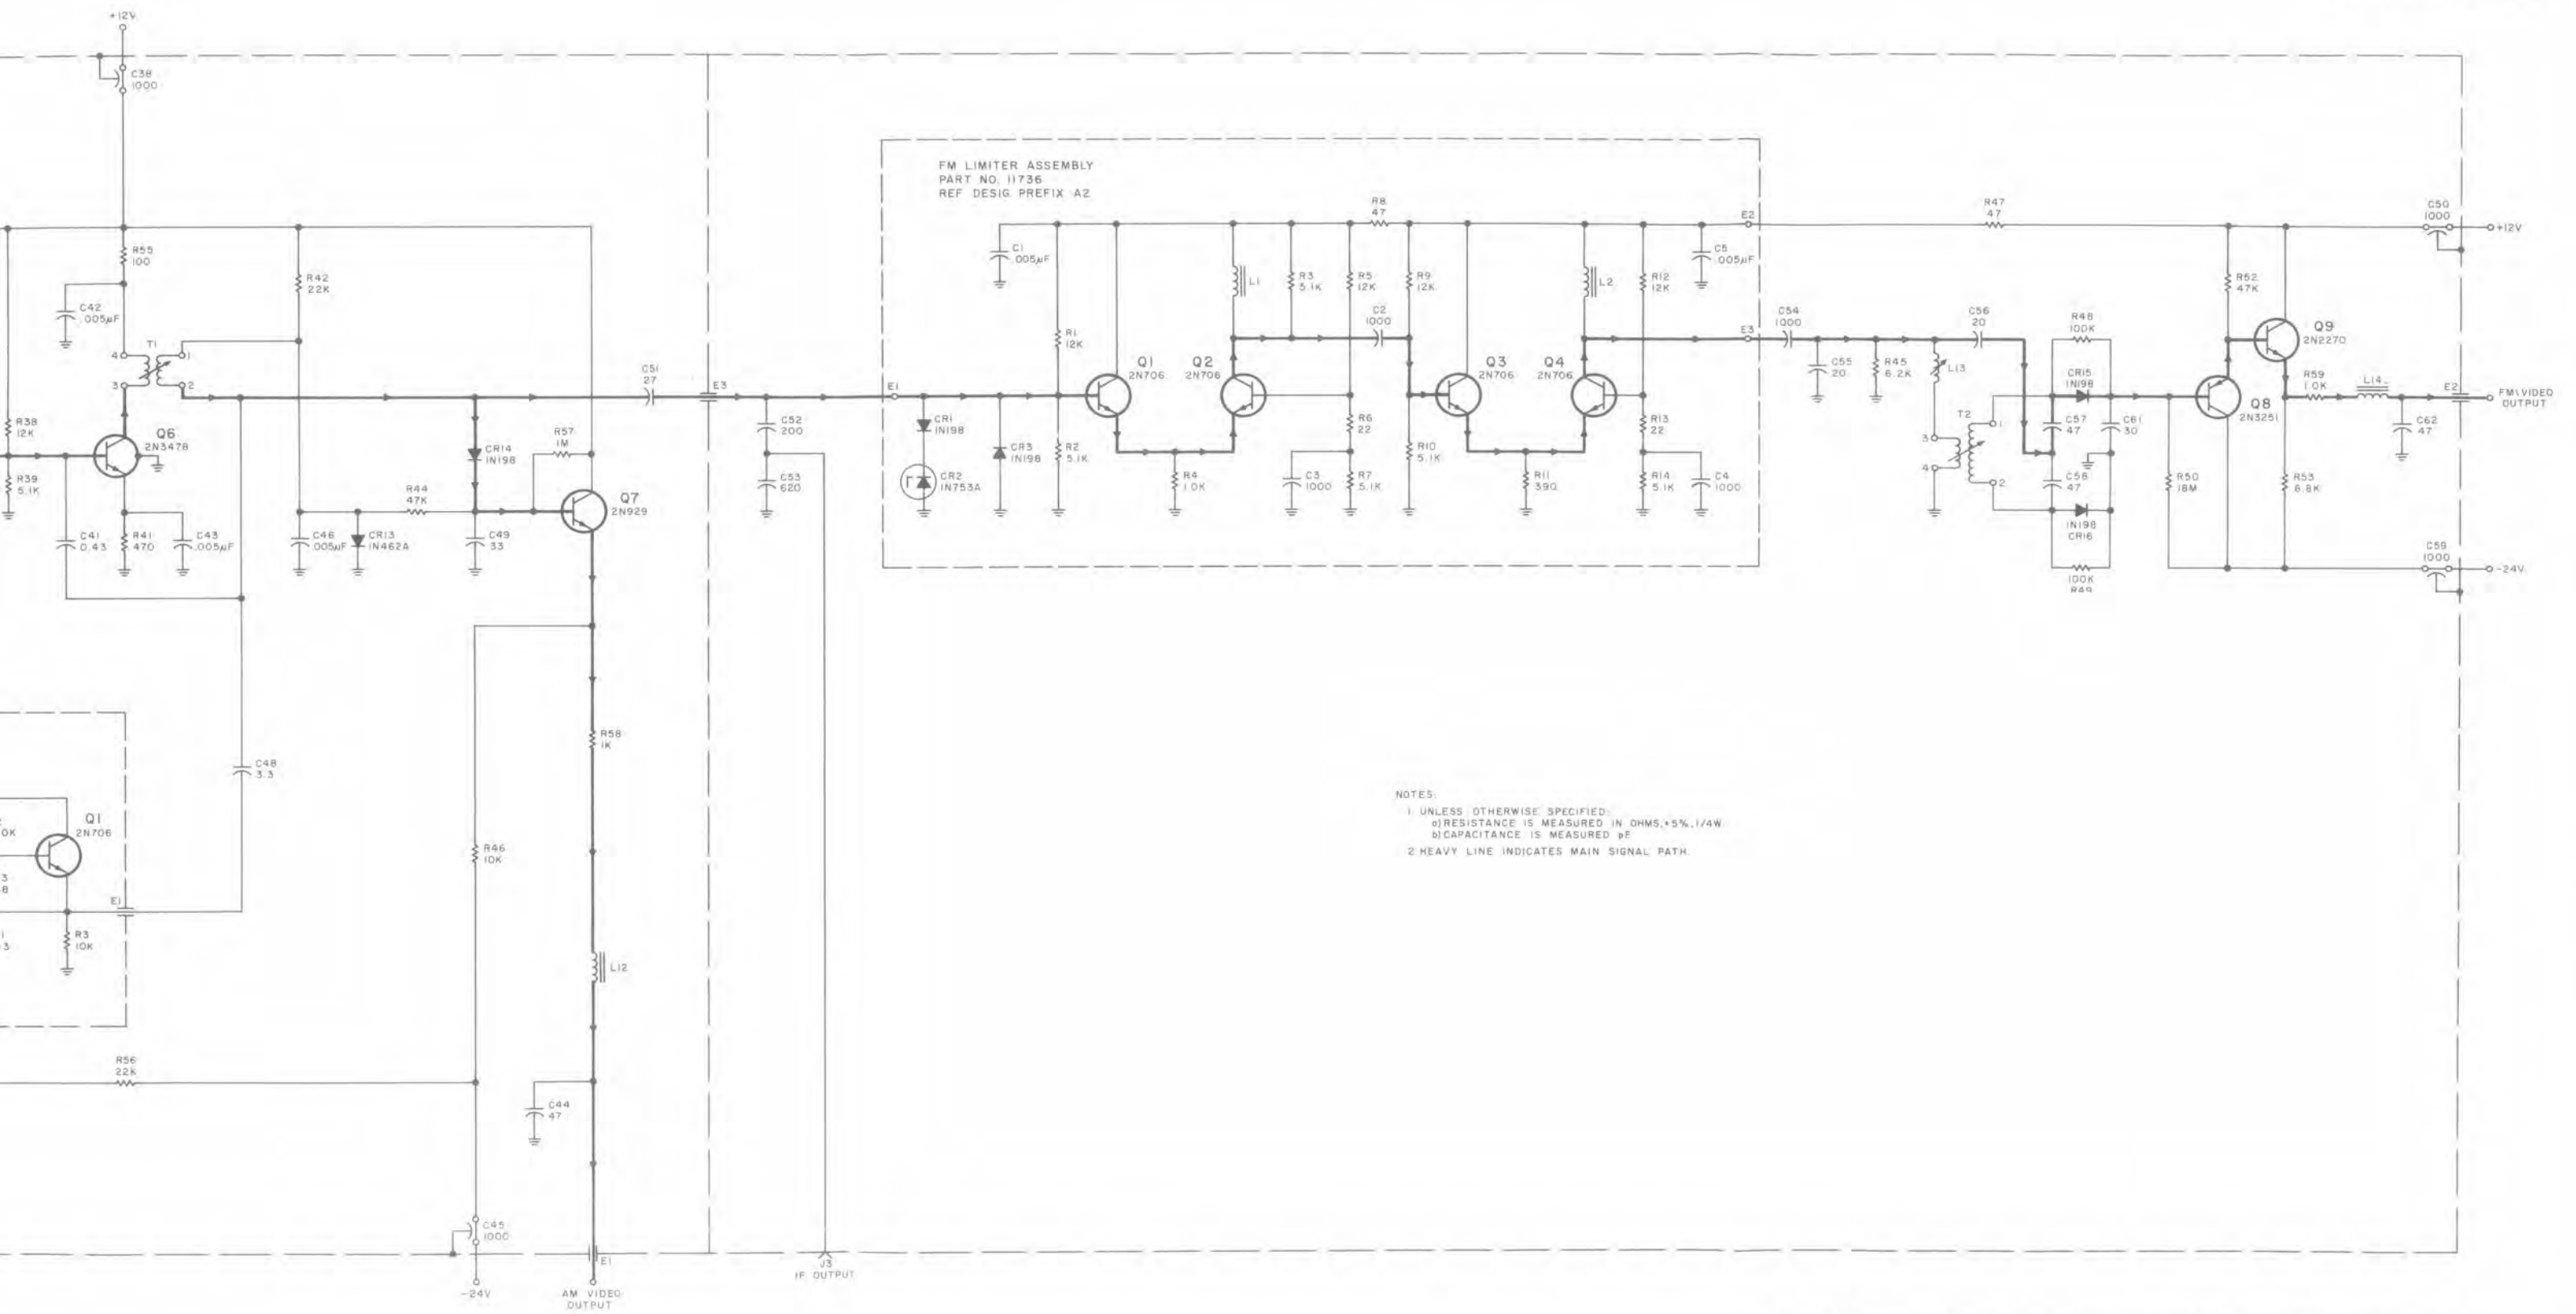 +12V
C38
1000
R55
100
C42
.005µF
T1
4
1
3
2
R42
22K
R38
12K
R39
5.1K
Q6
2N3478
C41
0.43
R41
470
C43
.005µF
C46
.005µF
CR13
1N462A
R44
47K
CR14
1N198
R57
1M
C49
33
Q7
2N929
C51
27
E3
C52
200
C53
620
C48
3.3
R58
1K
R46
10K
L12
C44
47
C45
1000
-24V
E1
AM VIDEO
OUTPUT
J3
IF OUTPUT
Q1
2N706
E1
R3
10K
R56
22K
FM LIMITER ASSEMBLY
PART NO. 11736
REF DESIG PREFIX A2
E1
CR1
1N198
CR2
1N753A
CR3
1N198
C1
.005µF
R1
12K
R2
5.1K
Q1
2N706
R4
1.0K
Q2
2N706
L1
R3
5.1K
R5
12K
R6
22
C3
1000
R7
5.1K
R8
47
R9
12K
C2
1000
R10
5.1K
Q3
2N706
R11
390
Q4
2N706
L2
R12
12K
R13
22
R14
5.1K
C4
1000
C5
.005µF
E2
E3
C54
1000
C55
20
R45
6.2K
L13
C56
20
T2
3
4
1
2
R47
47
R48
100K
CR15
1N198
C57
47
C58
47
C61
30
1N198
CR16
100K
R49
R50
18M
R52
47K
Q8
2N3251
Q9
2N2270
R53
6.8K
R59
1.0K
L14
C62
47
E2
FM VIDEO
OUTPUT
C50
1000
+12V
C59
1000
-24V
NOTES:
1 UNLESS OTHERWISE SPECIFIED:
a) RESISTANCE IS MEASURED IN OHMS, ±5%, 1/4W
b) CAPACITANCE IS MEASURED pF
2 HEAVY LINE INDICATES MAIN SIGNAL PATH.